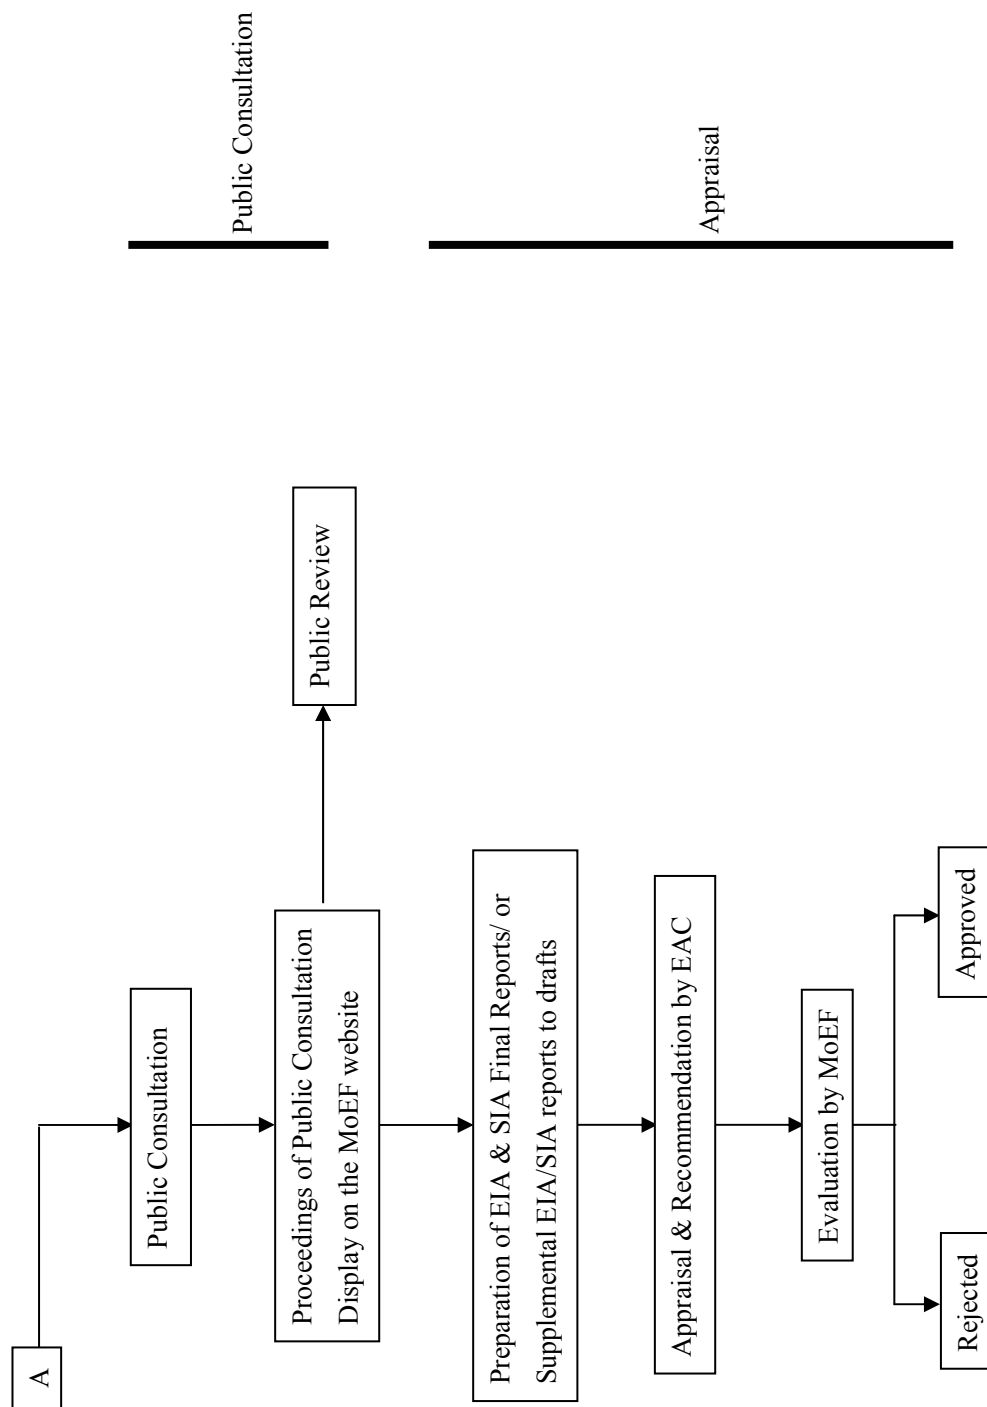 A
Public Consultation
Public Consultation
Proceedings of Public Consultation
Display on the MoEF website
Public Review
Preparation of EIA & SIA Final Reports/ or
Supplemental EIA/SIA reports to drafts
Appraisal
Appraisal & Recommendation by EAC
Evaluation by MoEF
Rejected
Approved